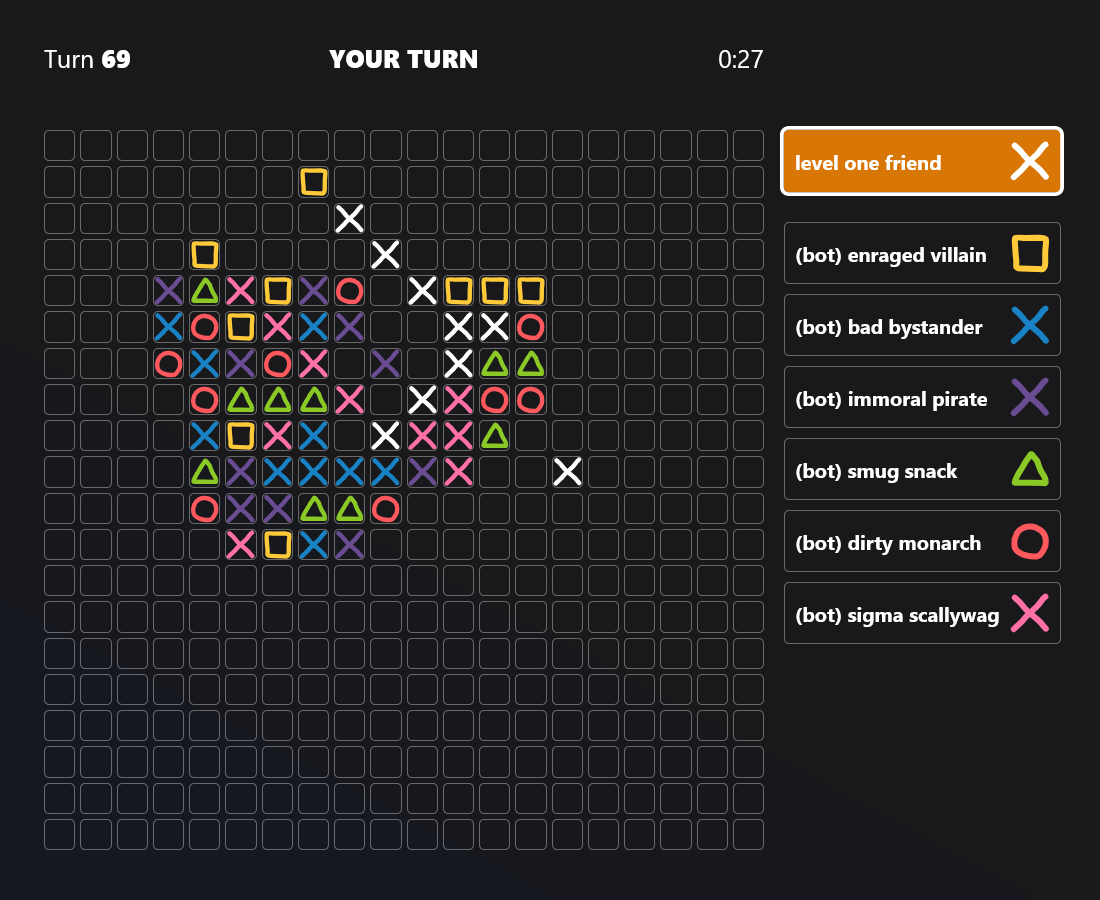 Turn 69
YOUR TURN
0:27
level one friend
(bot) enraged villain
(bot) bad bystander
(bot) immoral pirate
(bot) smug snack
(bot) dirty monarch
(bot) sigma scallywag